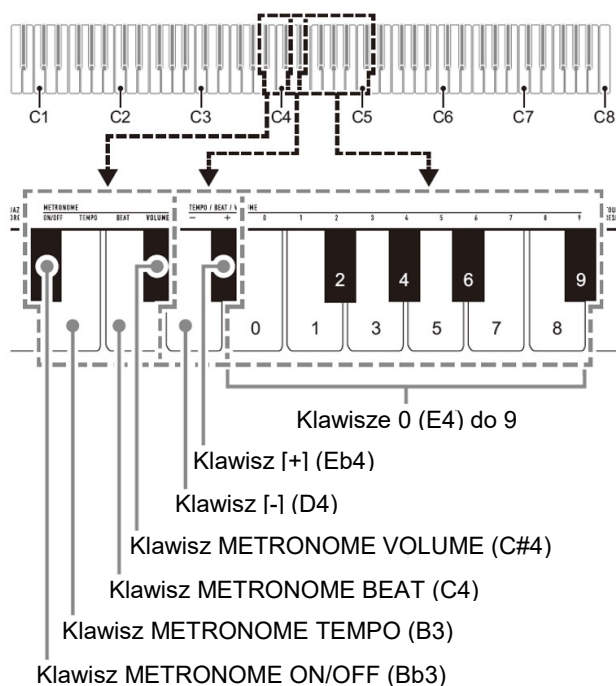 C1 C2 C3 C4 C5 C6 C7 C8
METRONOME TEMPO / BEAT / VOLUME
ON/OFF TEMPO BEAT VOLUME − + 0 1 2 3 4 5 6 7 8 9
2 4 6 9
0 1 3 5 7 8
Klawisze 0 (E4) do 9
Klawisz [+] (Eb4)
Klawisz [-] (D4)
Klawisz METRONOME VOLUME (C#4)
Klawisz METRONOME BEAT (C4)
Klawisz METRONOME TEMPO (B3)
Klawisz METRONOME ON/OFF (Bb3)